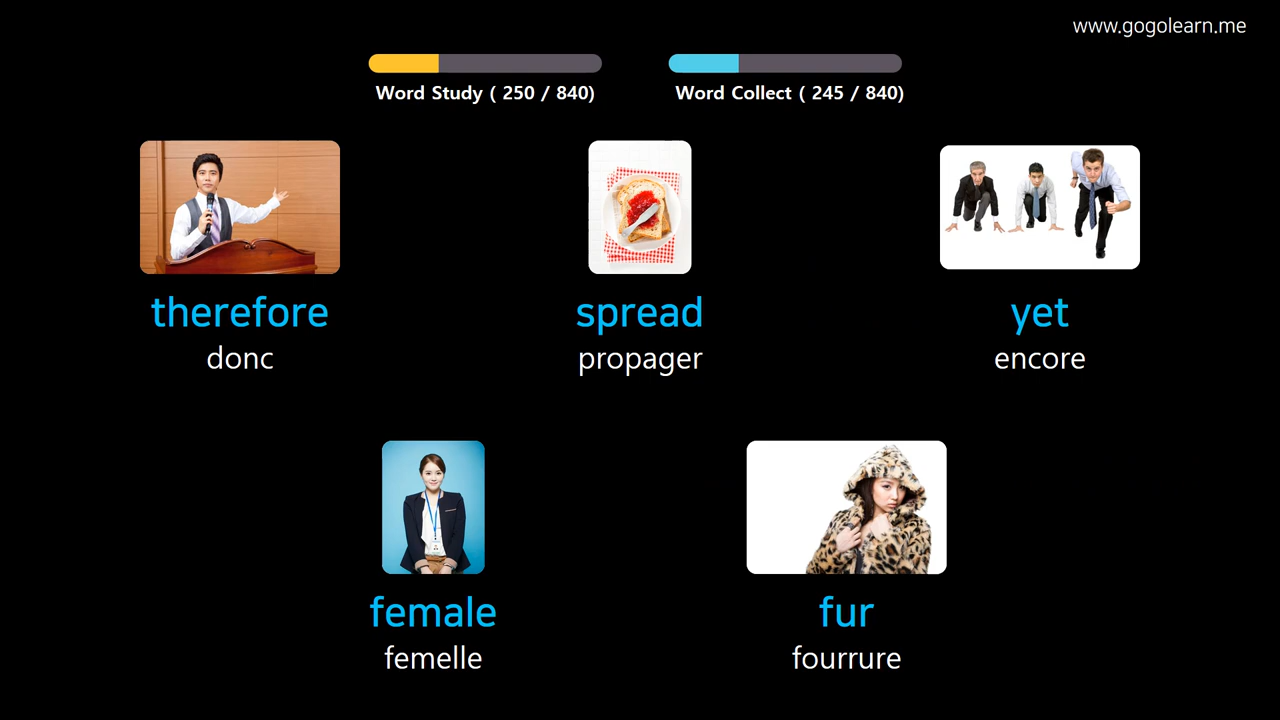 www.gogolearn.me
Word Study ( 250 / 840)
Word Collect ( 245 / 840)
therefore
donc
spread
propager
yet
encore
female
femelle
fur
fourrure